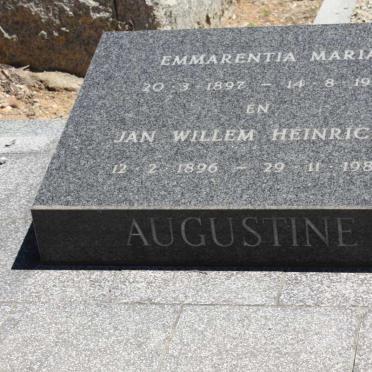 EMMARENTIA MARIA
20 · 3 · 1897 – 14 · 8 · 19
EN
JAN WILLEM HEINRIC
12 · 2 · 1896 – 29 · 11 · 198
AUGUSTINE